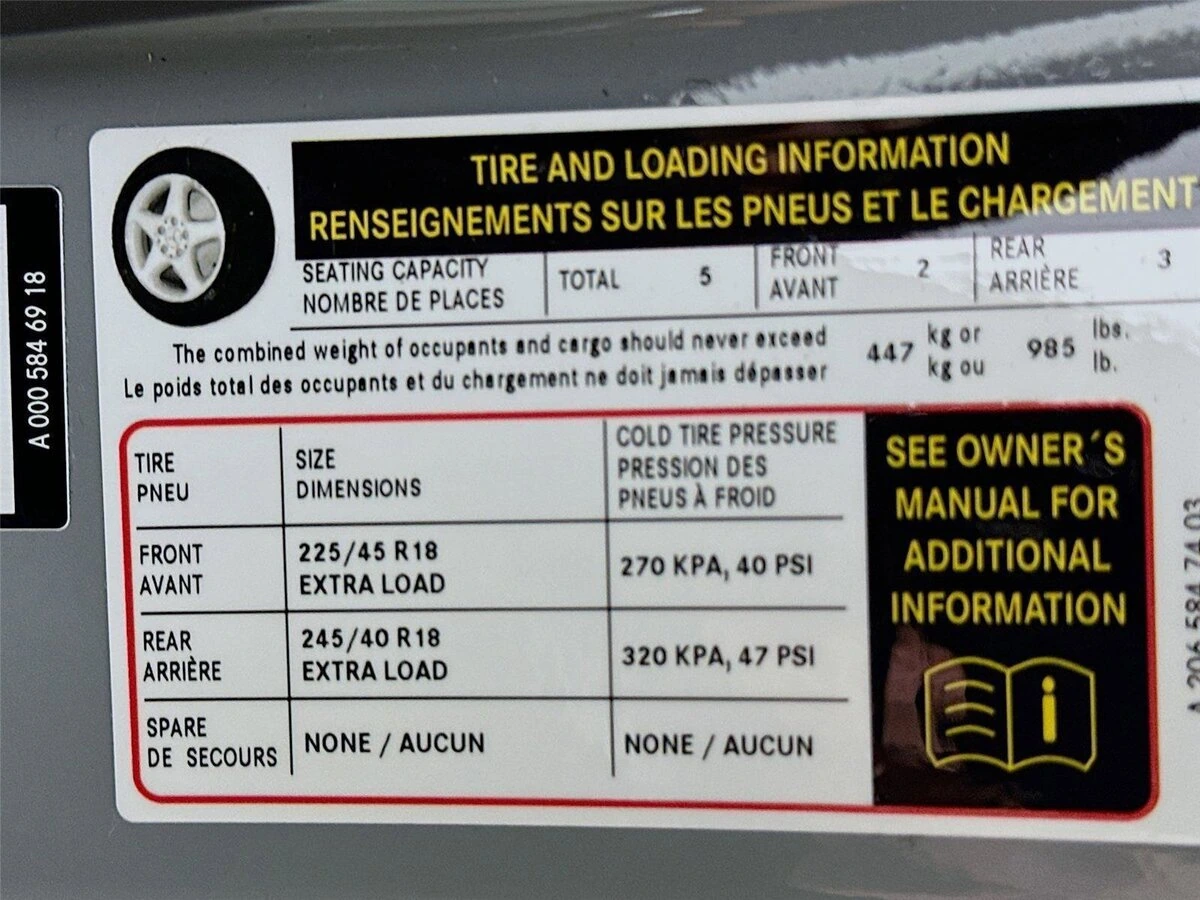 TIRE AND LOADING INFORMATION
RENSEIGNEMENTS SUR LES PNEUS ET LE CHARGEMENT
SEATING CAPACITY
NOMBRE DE PLACES
TOTAL 5
FRONT
AVANT
2
REAR
ARRIÈRE
3
The combined weight of occupants and cargo should never exceed
Le poids total des occupants et du chargement ne doit jamais dépasser
447
kg or
kg ou
985
lbs.
lb.
TIRE
PNEU
SIZE
DIMENSIONS
COLD TIRE PRESSURE
PRESSION DES
PNEUS À FROID
FRONT
AVANT
225/45 R18
EXTRA LOAD
270 KPA, 40 PSI
REAR
ARRIÈRE
245/40 R18
EXTRA LOAD
320 KPA, 47 PSI
SPARE
DE SECOURS
NONE / AUCUN
NONE / AUCUN
SEE OWNER´S
MANUAL FOR
ADDITIONAL
INFORMATION
i
A 000 584 69 18
A 206 584 74 03